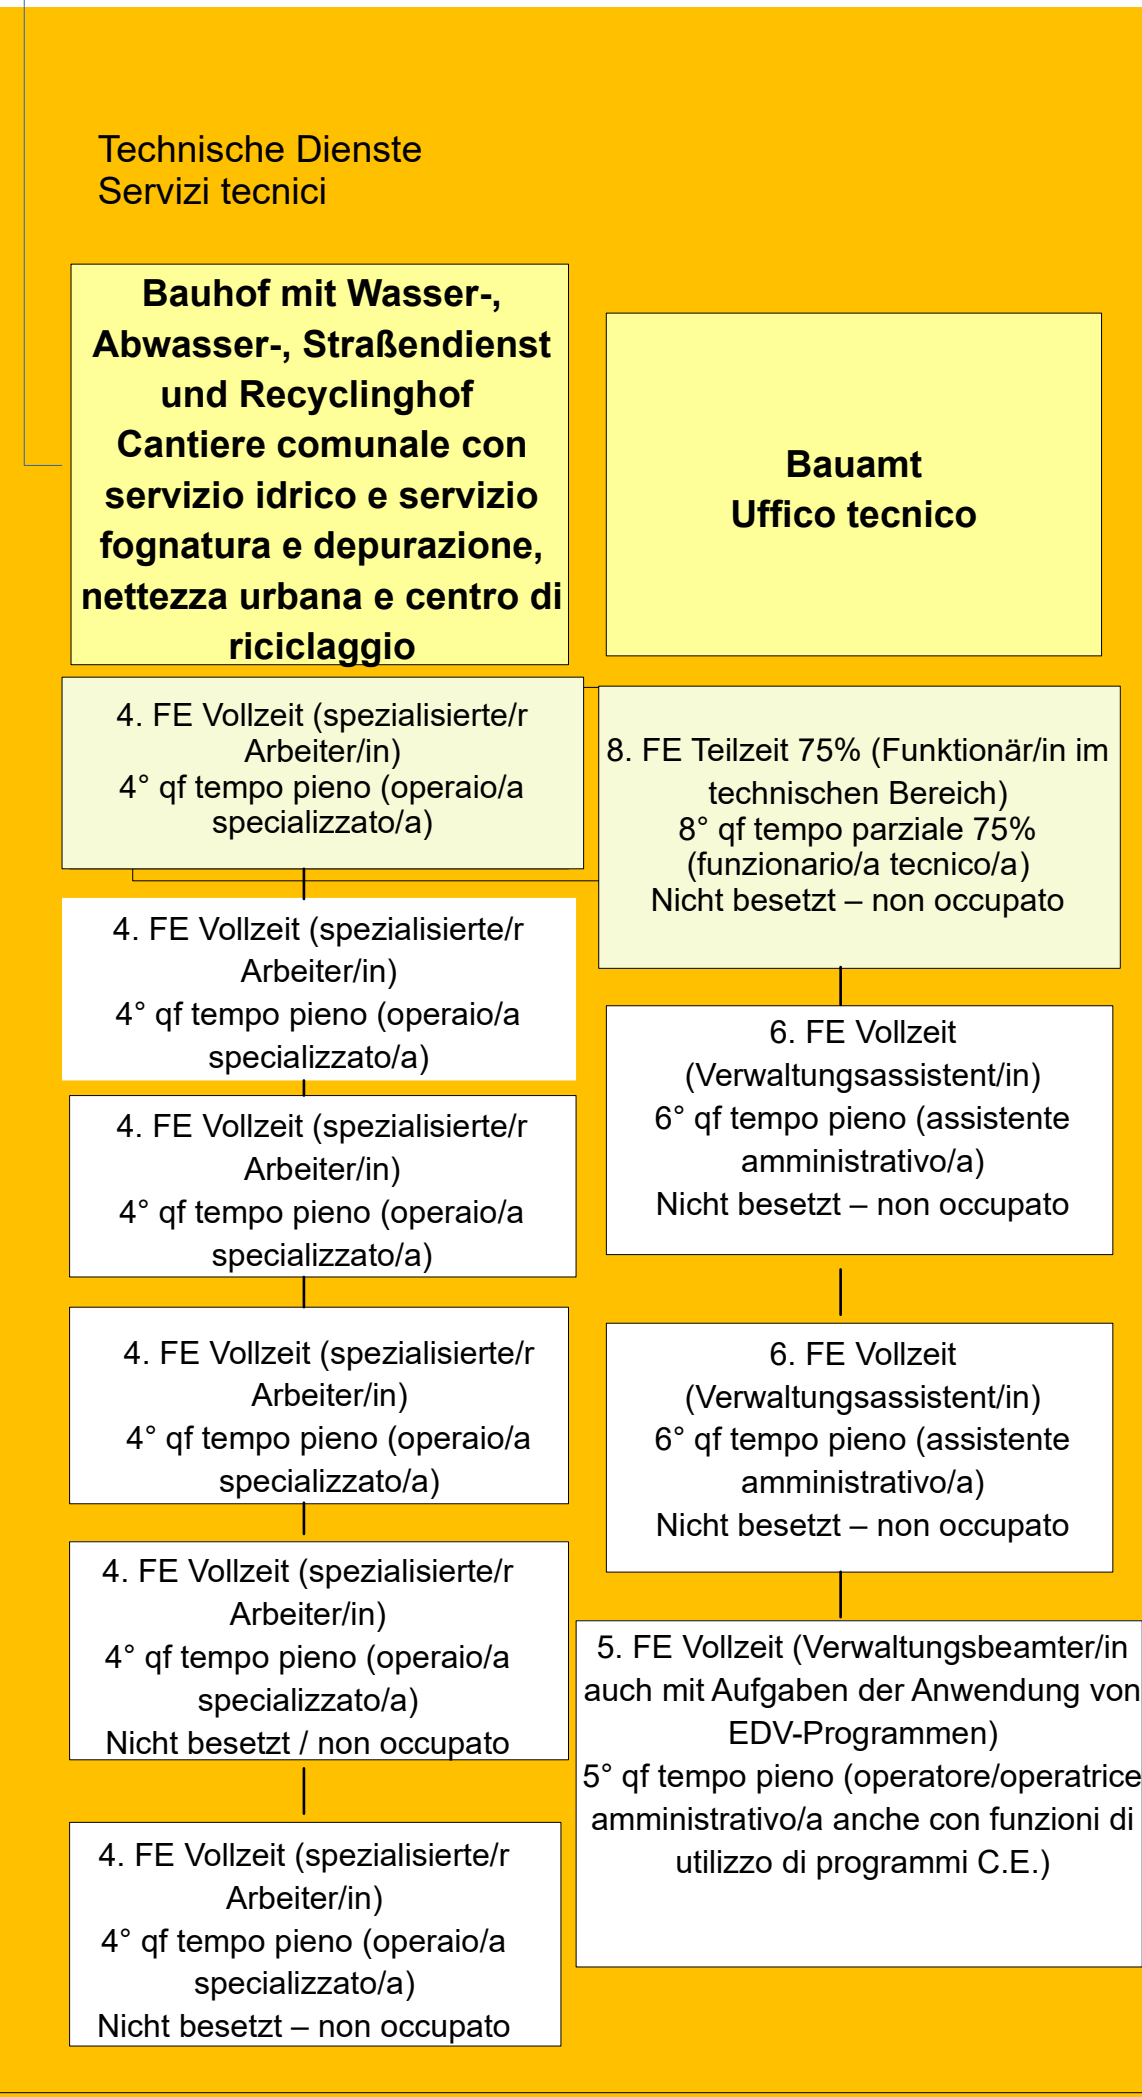 Technische Dienste
Servizi tecnici
Bauhof mit Wasser-,
Abwasser-, Straßendienst
und Recyclinghof
Cantiere comunale con
servizio idrico e servizio
fognatura e depurazione,
nettezza urbana e centro di
riciclaggio
4. FE Vollzeit (spezialisierte/r
Arbeiter/in)
4° qf tempo pieno (operaio/a
specializzato/a)
4. FE Vollzeit (spezialisierte/r
Arbeiter/in)
4° qf tempo pieno (operaio/a
specializzato/a)
4. FE Vollzeit (spezialisierte/r
Arbeiter/in)
4° qf tempo pieno (operaio/a
specializzato/a)
4. FE Vollzeit (spezialisierte/r
Arbeiter/in)
4° qf tempo pieno (operaio/a
specializzato/a)
4. FE Vollzeit (spezialisierte/r
Arbeiter/in)
4° qf tempo pieno (operaio/a
specializzato/a)
Nicht besetzt / non occupato
4. FE Vollzeit (spezialisierte/r
Arbeiter/in)
4° qf tempo pieno (operaio/a
specializzato/a)
Nicht besetzt – non occupato
Bauamt
Uffico tecnico
8. FE Teilzeit 75% (Funktionär/in im
technischen Bereich)
8° qf tempo parziale 75%
(funzionario/a tecnico/a)
Nicht besetzt – non occupato
6. FE Vollzeit
(Verwaltungsassistent/in)
6° qf tempo pieno (assistente
amministrativo/a)
Nicht besetzt – non occupato
6. FE Vollzeit
(Verwaltungsassistent/in)
6° qf tempo pieno (assistente
amministrativo/a)
Nicht besetzt – non occupato
5. FE Vollzeit (Verwaltungsbeamter/in
auch mit Aufgaben der Anwendung von
EDV-Programmen)
5° qf tempo pieno (operatore/operatrice
amministrativo/a anche con funzioni di
utilizzo di programmi C.E.)